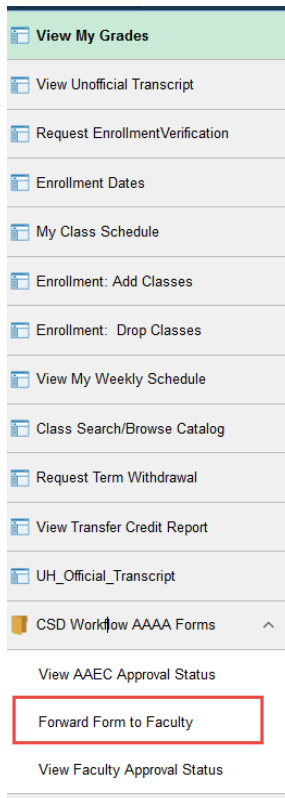 View My Grades
View Unofficial Transcript
Request EnrollmentVerification
Enrollment Dates
My Class Schedule
Enrollment: Add Classes
Enrollment:  Drop Classes
View My Weekly Schedule
Class Search/Browse Catalog
Request Term Withdrawal
View Transfer Credit Report
UH_Official_Transcript
CSD Workflow AAAA Forms
View AAEC Approval Status
Forward Form to Faculty
View Faculty Approval Status